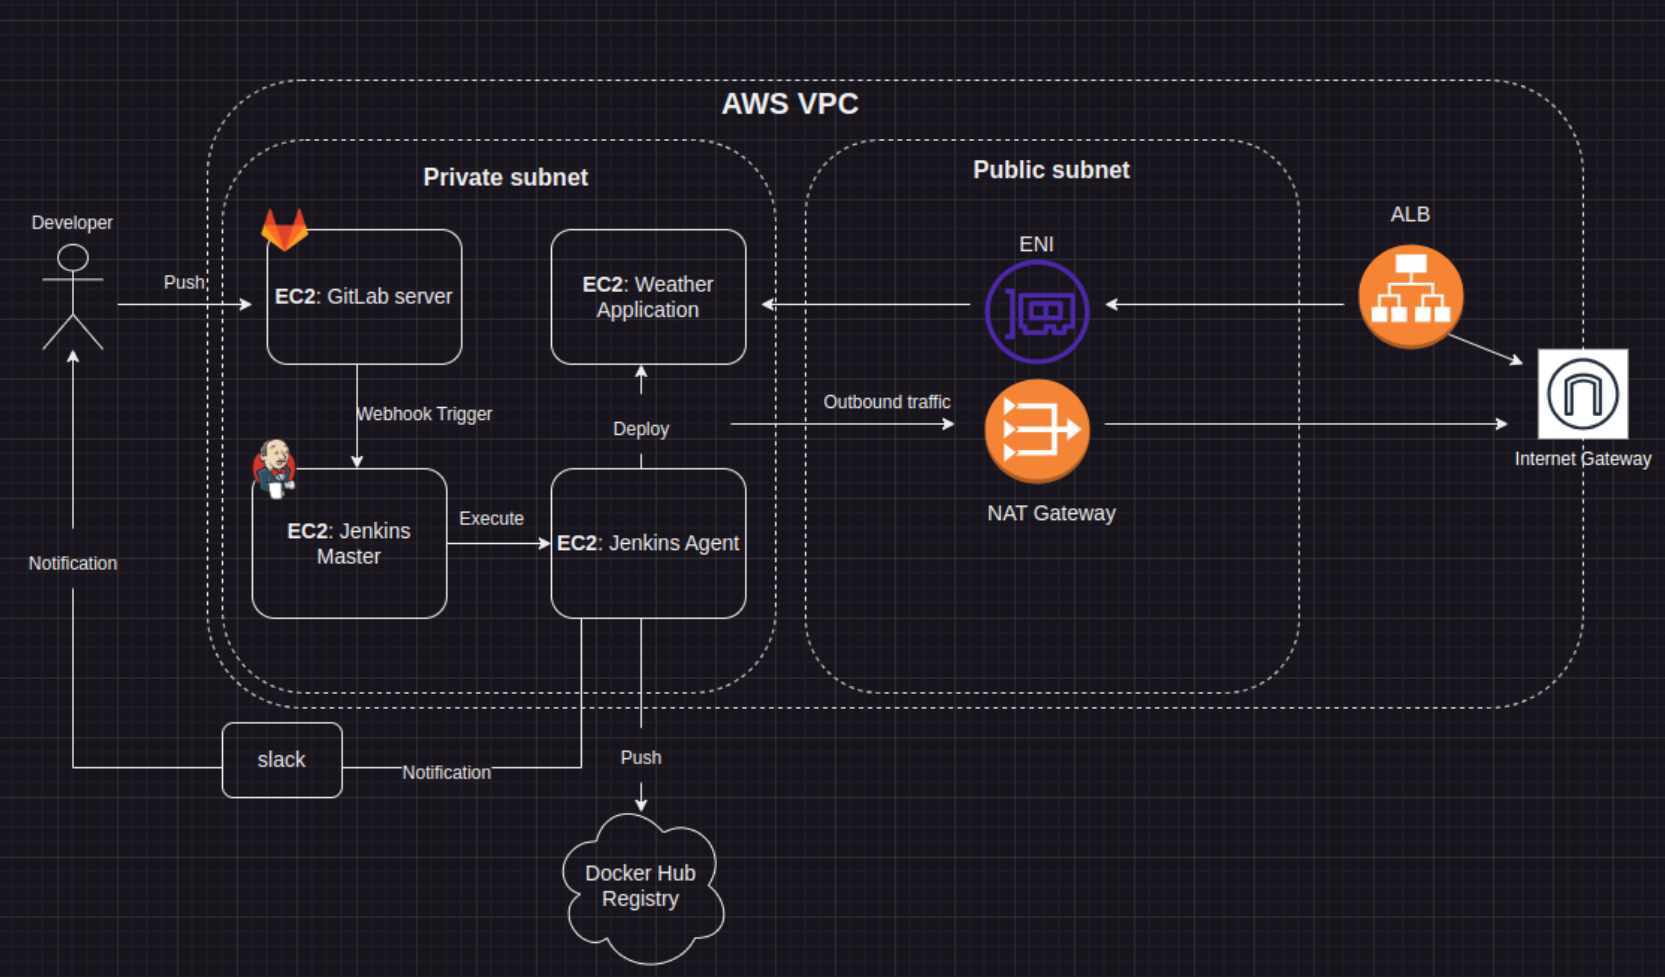 AWS VPC
Private subnet
Public subnet
Developer
Push
EC2: GitLab server
EC2: Weather
Application
ENI
ALB
Webhook Trigger
Deploy
Outbound traffic
Internet Gateway
NAT Gateway
EC2: Jenkins
Master
Execute
EC2: Jenkins Agent
Notification
slack
Notification
Push
Docker Hub
Registry